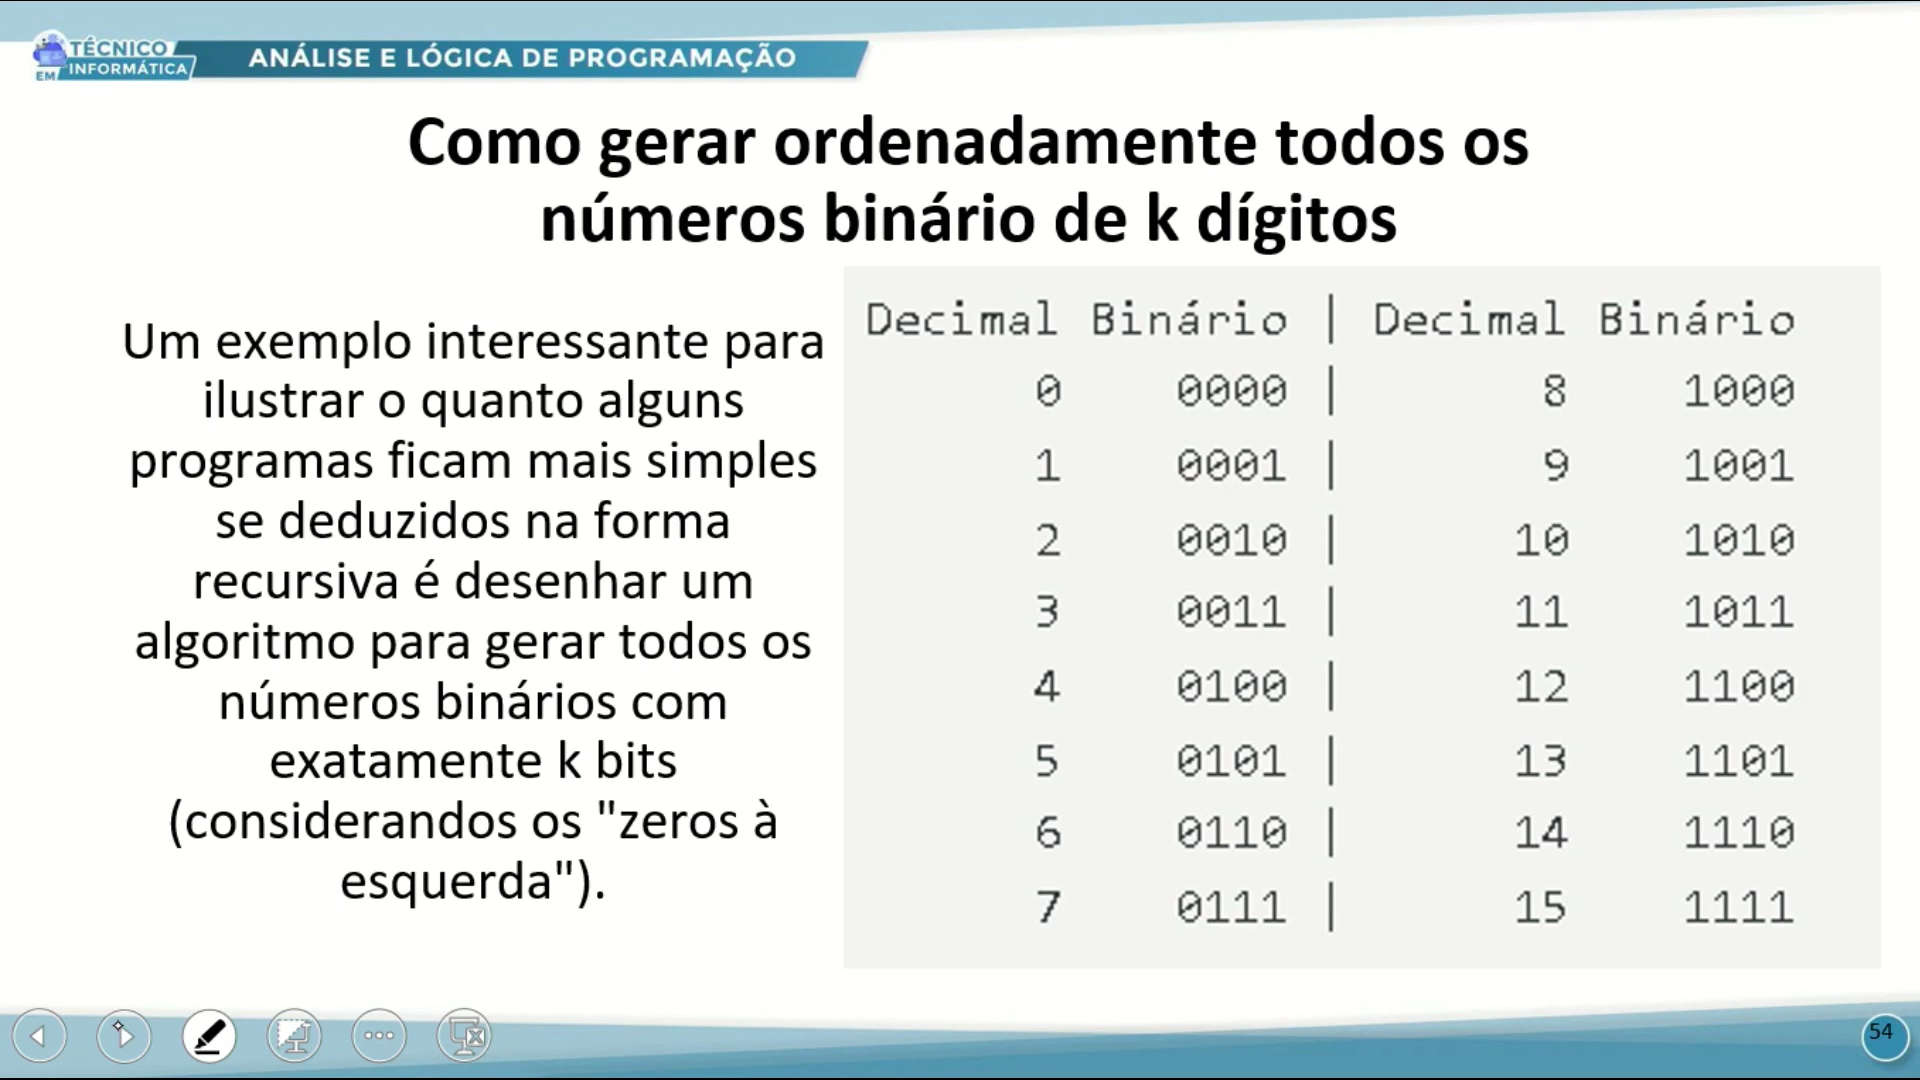 TÉCNICO
EM INFORMÁTICA
ANÁLISE E LÓGICA DE PROGRAMAÇÃO
Como gerar ordenadamente todos os
números binário de k dígitos
Um exemplo interessante para
ilustrar o quanto alguns
programas ficam mais simples
se deduzidos na forma
recursiva é desenhar um
algoritmo para gerar todos os
números binários com
exatamente k bits
(considerandos os "zeros à
esquerda").
Decimal Binário | Decimal Binário
0 0000 | 8 1000
1 0001 | 9 1001
2 0010 | 10 1010
3 0011 | 11 1011
4 0100 | 12 1100
5 0101 | 13 1101
6 0110 | 14 1110
7 0111 | 15 1111
54